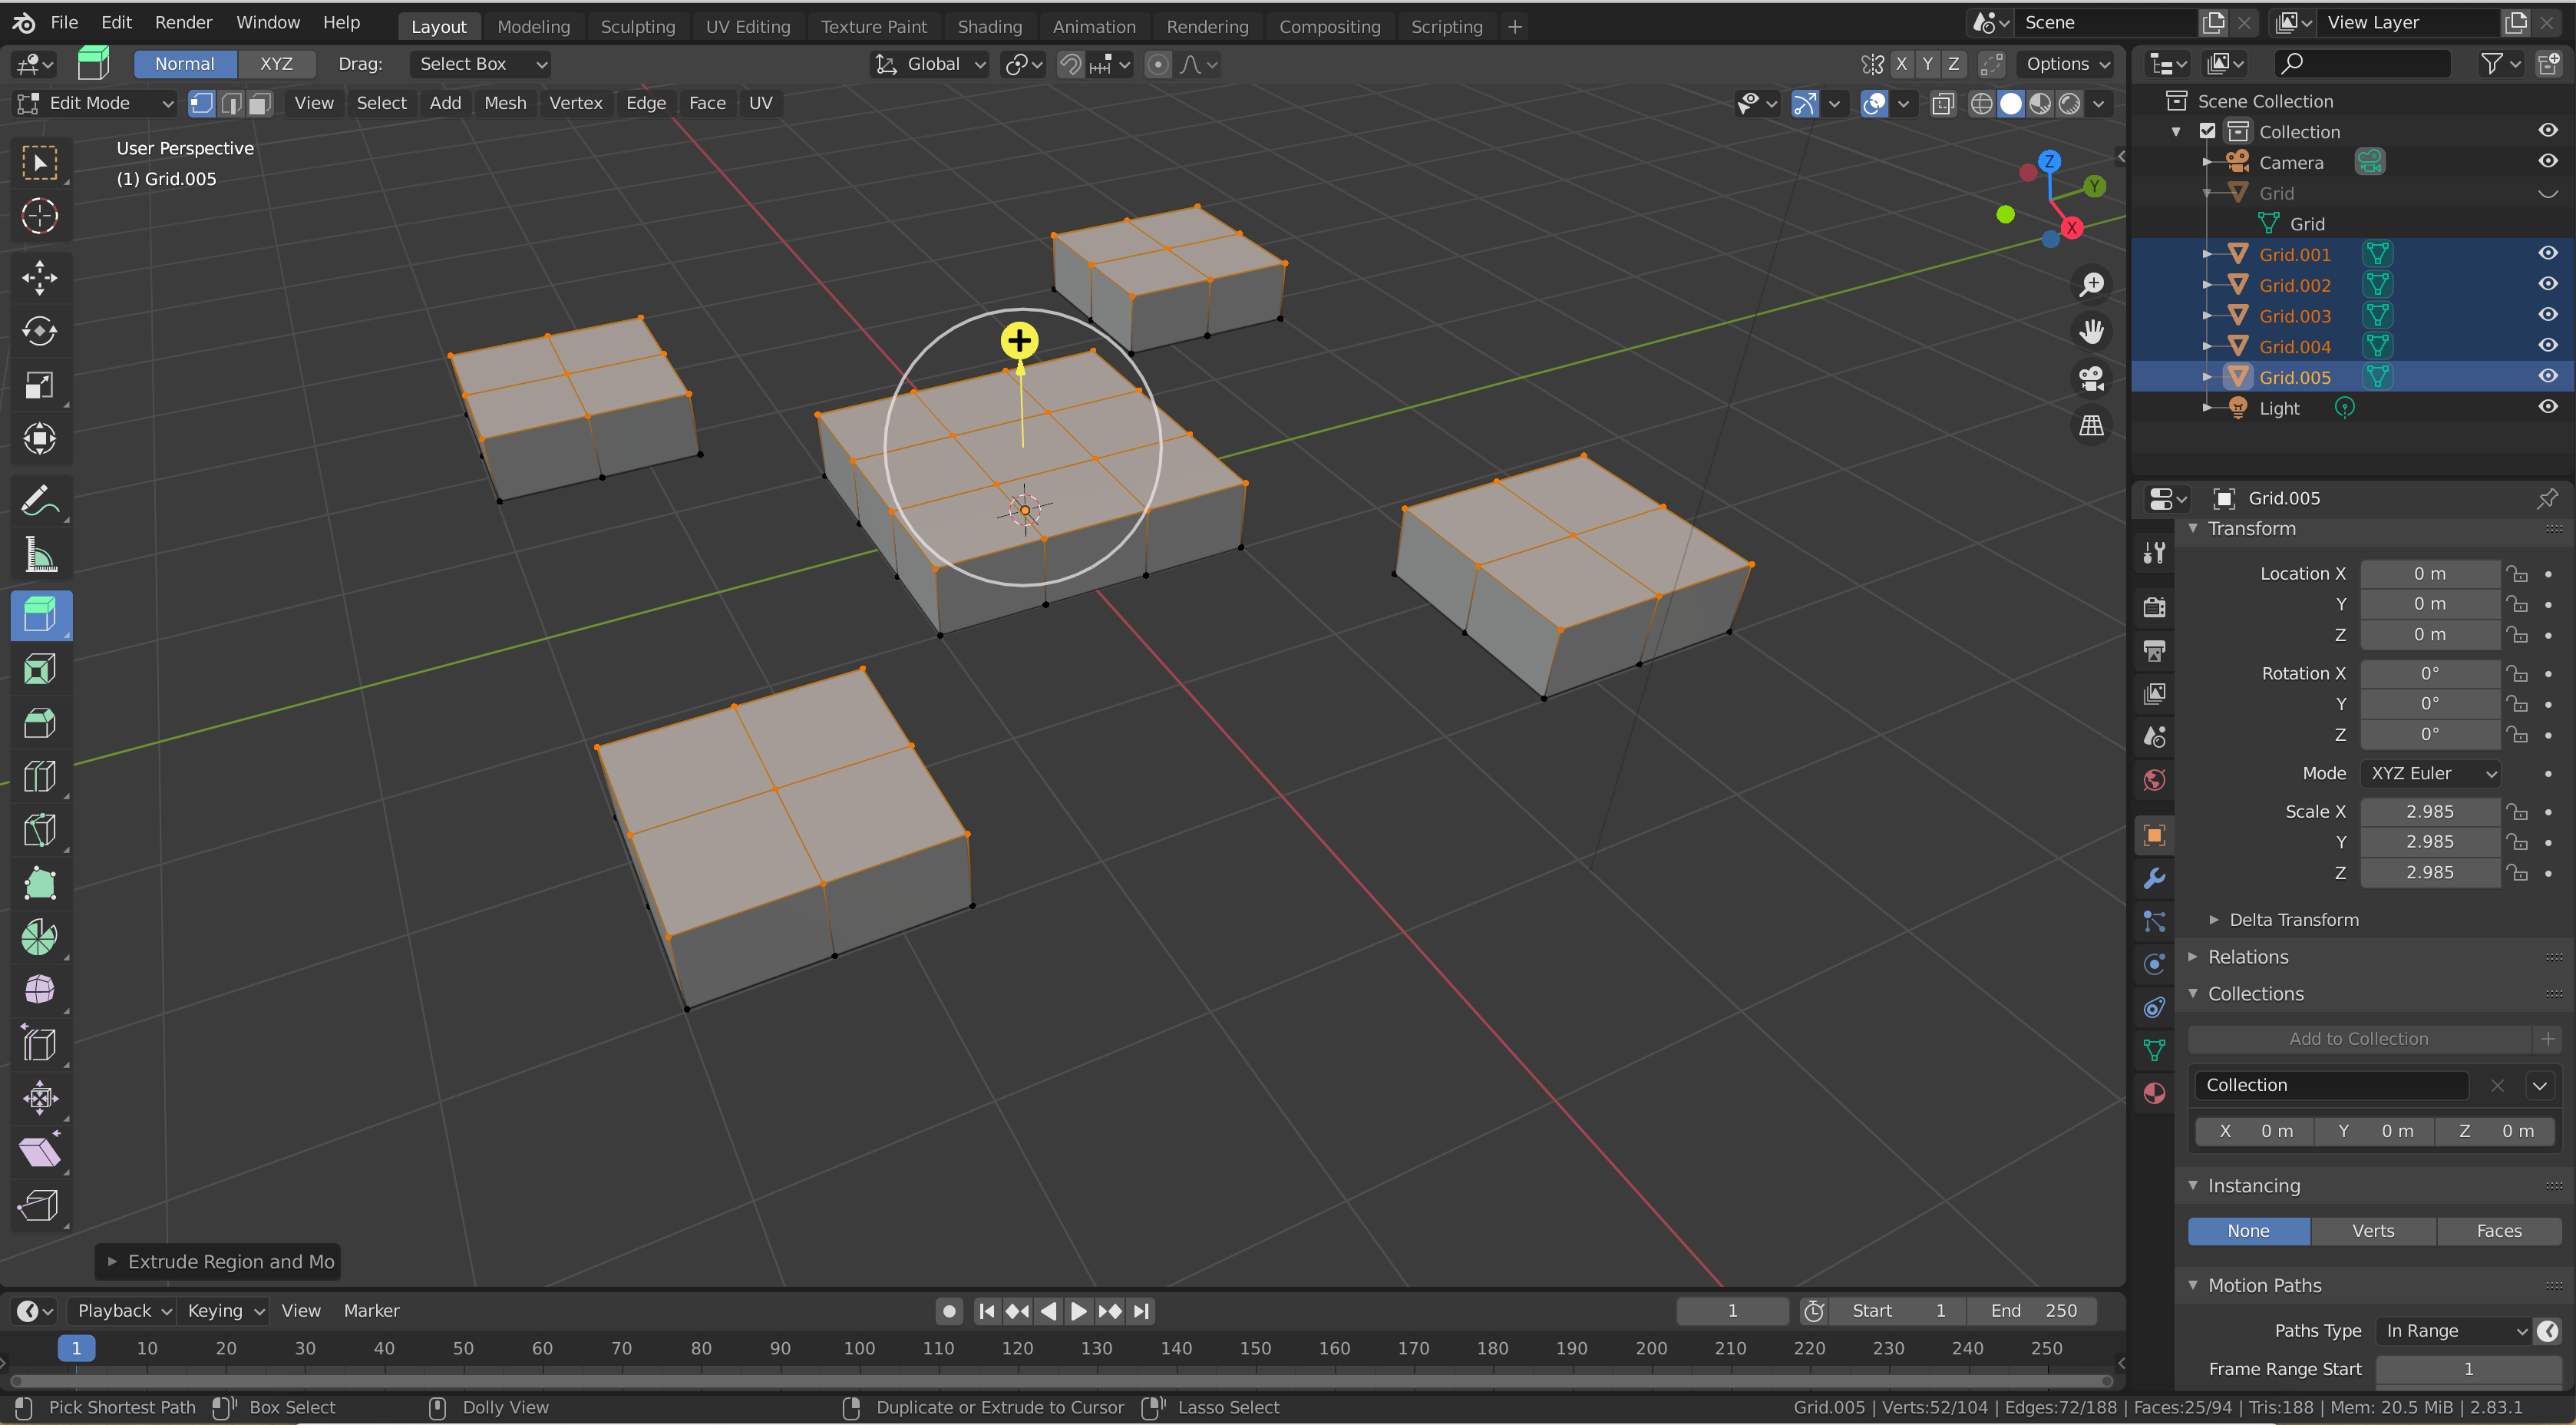 File Edit Render Window Help Layout Modeling Sculpting UV Editing Texture Paint Shading Animation Rendering Compositing Scripting + Scene View Layer
Normal XYZ Drag: Select Box Global X Y Z Options
Edit Mode View Select Add Mesh Vertex Edge Face UV
User Perspective
(1) Grid.005
Z
Y
X
Scene Collection
Collection
Camera
Grid
Grid
Grid.001
Grid.002
Grid.003
Grid.004
Grid.005
Light
Grid.005
Transform
Location X 0 m
Y 0 m
Z 0 m
Rotation X 0°
Y 0°
Z 0°
Mode XYZ Euler
Scale X 2.985
Y 2.985
Z 2.985
Delta Transform
Relations
Collections
Add to Collection +
Collection
X 0 m Y 0 m Z 0 m
Instancing
None Verts Faces
Motion Paths
Paths Type In Range
Frame Range Start 1
Extrude Region and Mo
Playback Keying View Marker 1 Start 1 End 250
1 10 20 30 40 50 60 70 80 90 100 110 120 130 140 150 160 170 180 190 200 210 220 230 240 250
Pick Shortest Path Box Select Dolly View Duplicate or Extrude to Cursor Lasso Select Grid.005 | Verts:52/104 | Edges:72/188 | Faces:25/94 | Tris:188 | Mem: 20.5 MiB | 2.83.1